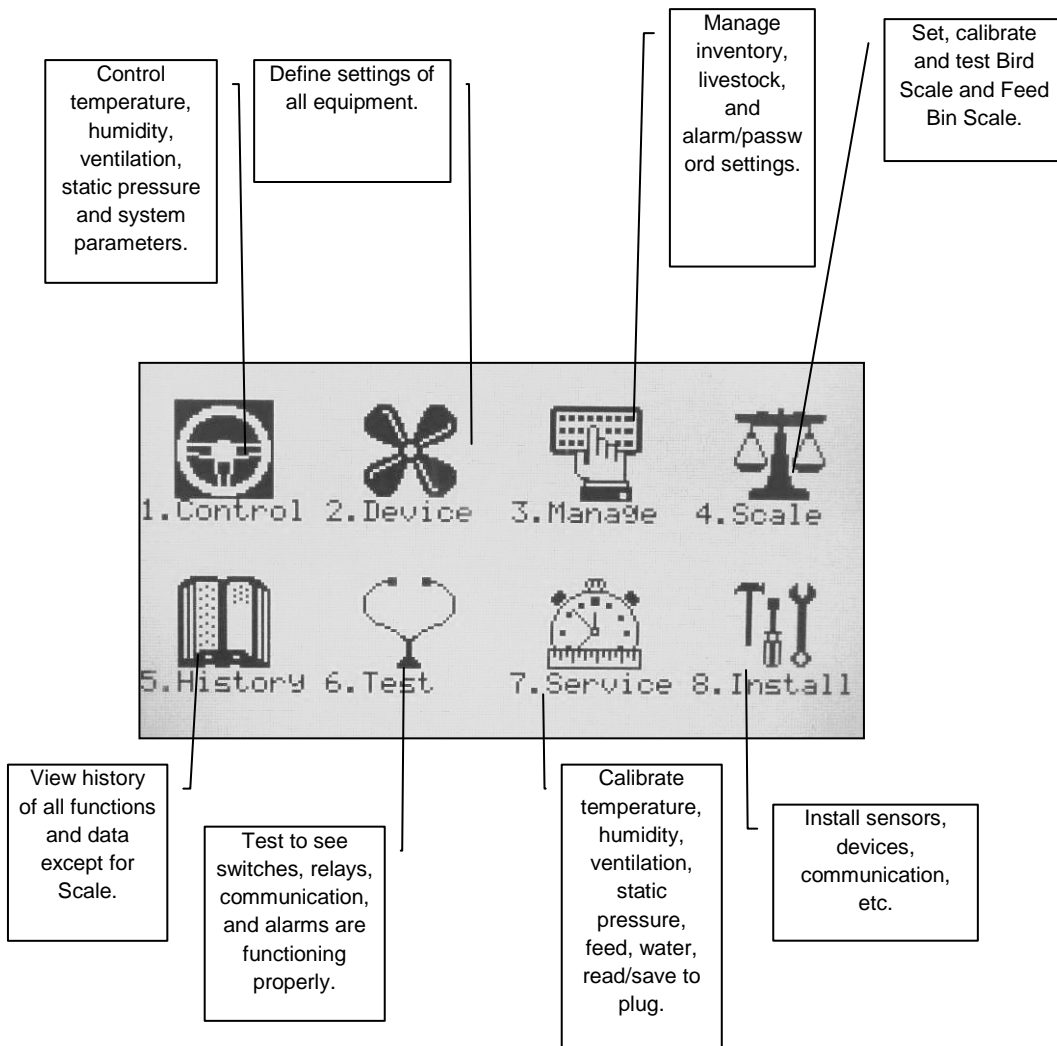 Control
temperature,
humidity,
ventilation,
static pressure
and system
parameters.
Define settings of
all equipment.
Manage
inventory,
livestock,
and
alarm/passw
ord settings.
Set, calibrate
and test Bird
Scale and Feed
Bin Scale.
1.Control 2.Device 3.Manage 4.Scale
5.History 6.Test 7.Service 8.Install
View history
of all functions
and data
except for
Scale.
Test to see
switches, relays,
communication,
and alarms are
functioning
properly.
Calibrate
temperature,
humidity,
ventilation,
static
pressure,
feed, water,
read/save to
plug.
Install sensors,
devices,
communication,
etc.